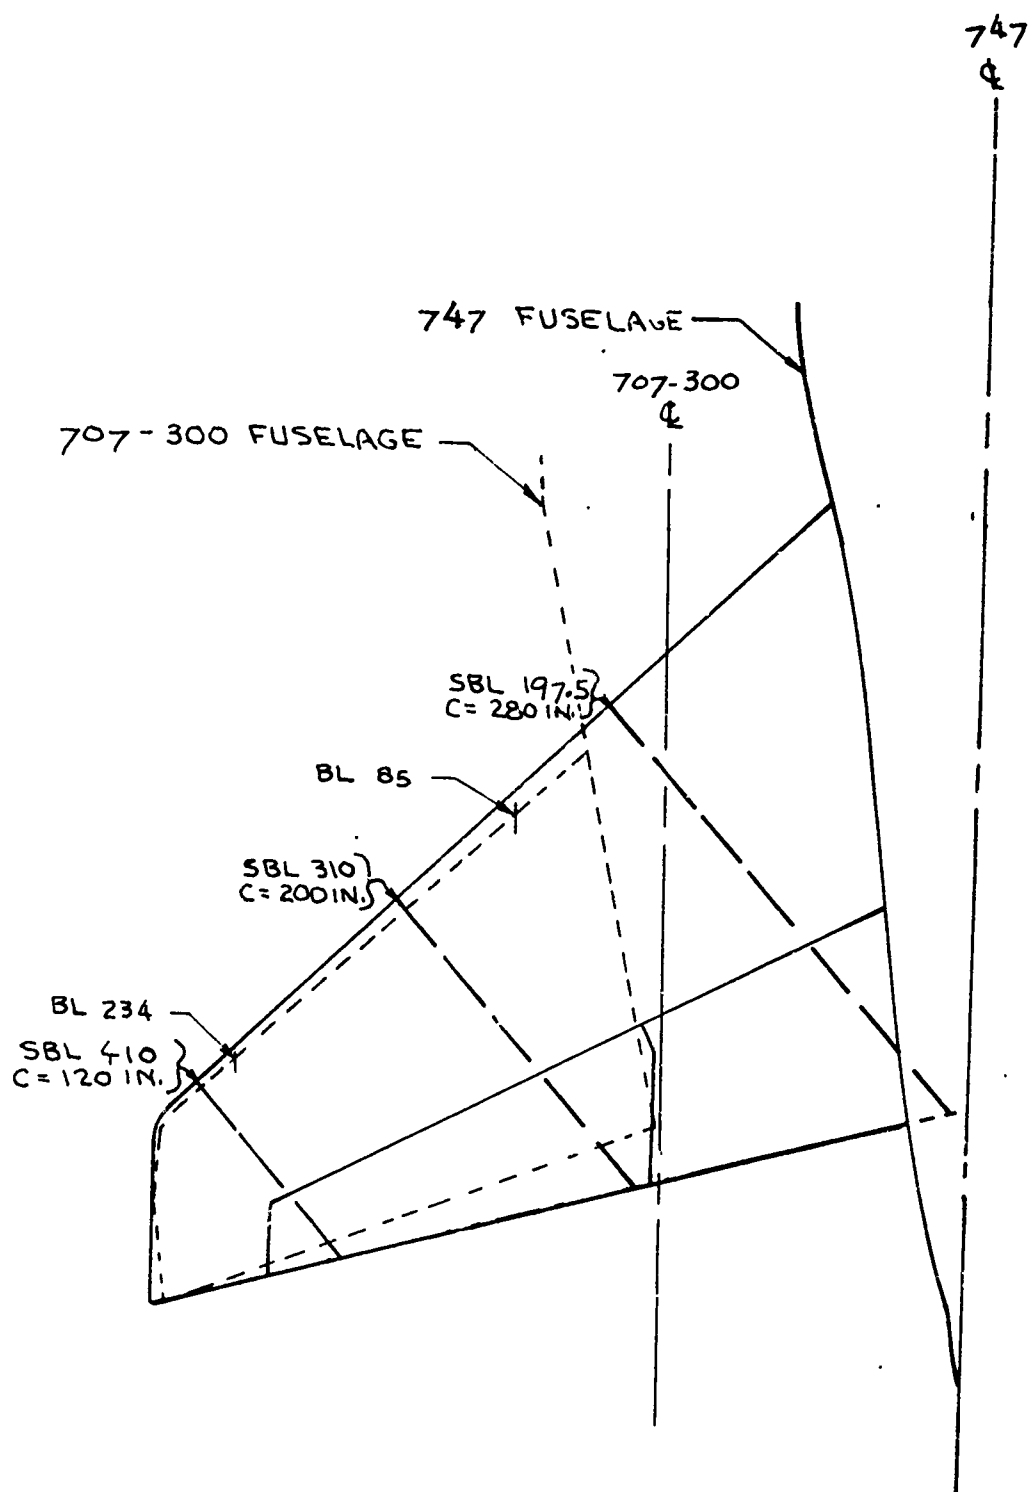 747
℄
747 FUSELAGE
707-300
℄
707-300 FUSELAGE
SBL 197.5
C=280 IN.
BL 85
SBL 310
C=200 IN.
BL 234
SBL 410
C=120 IN.